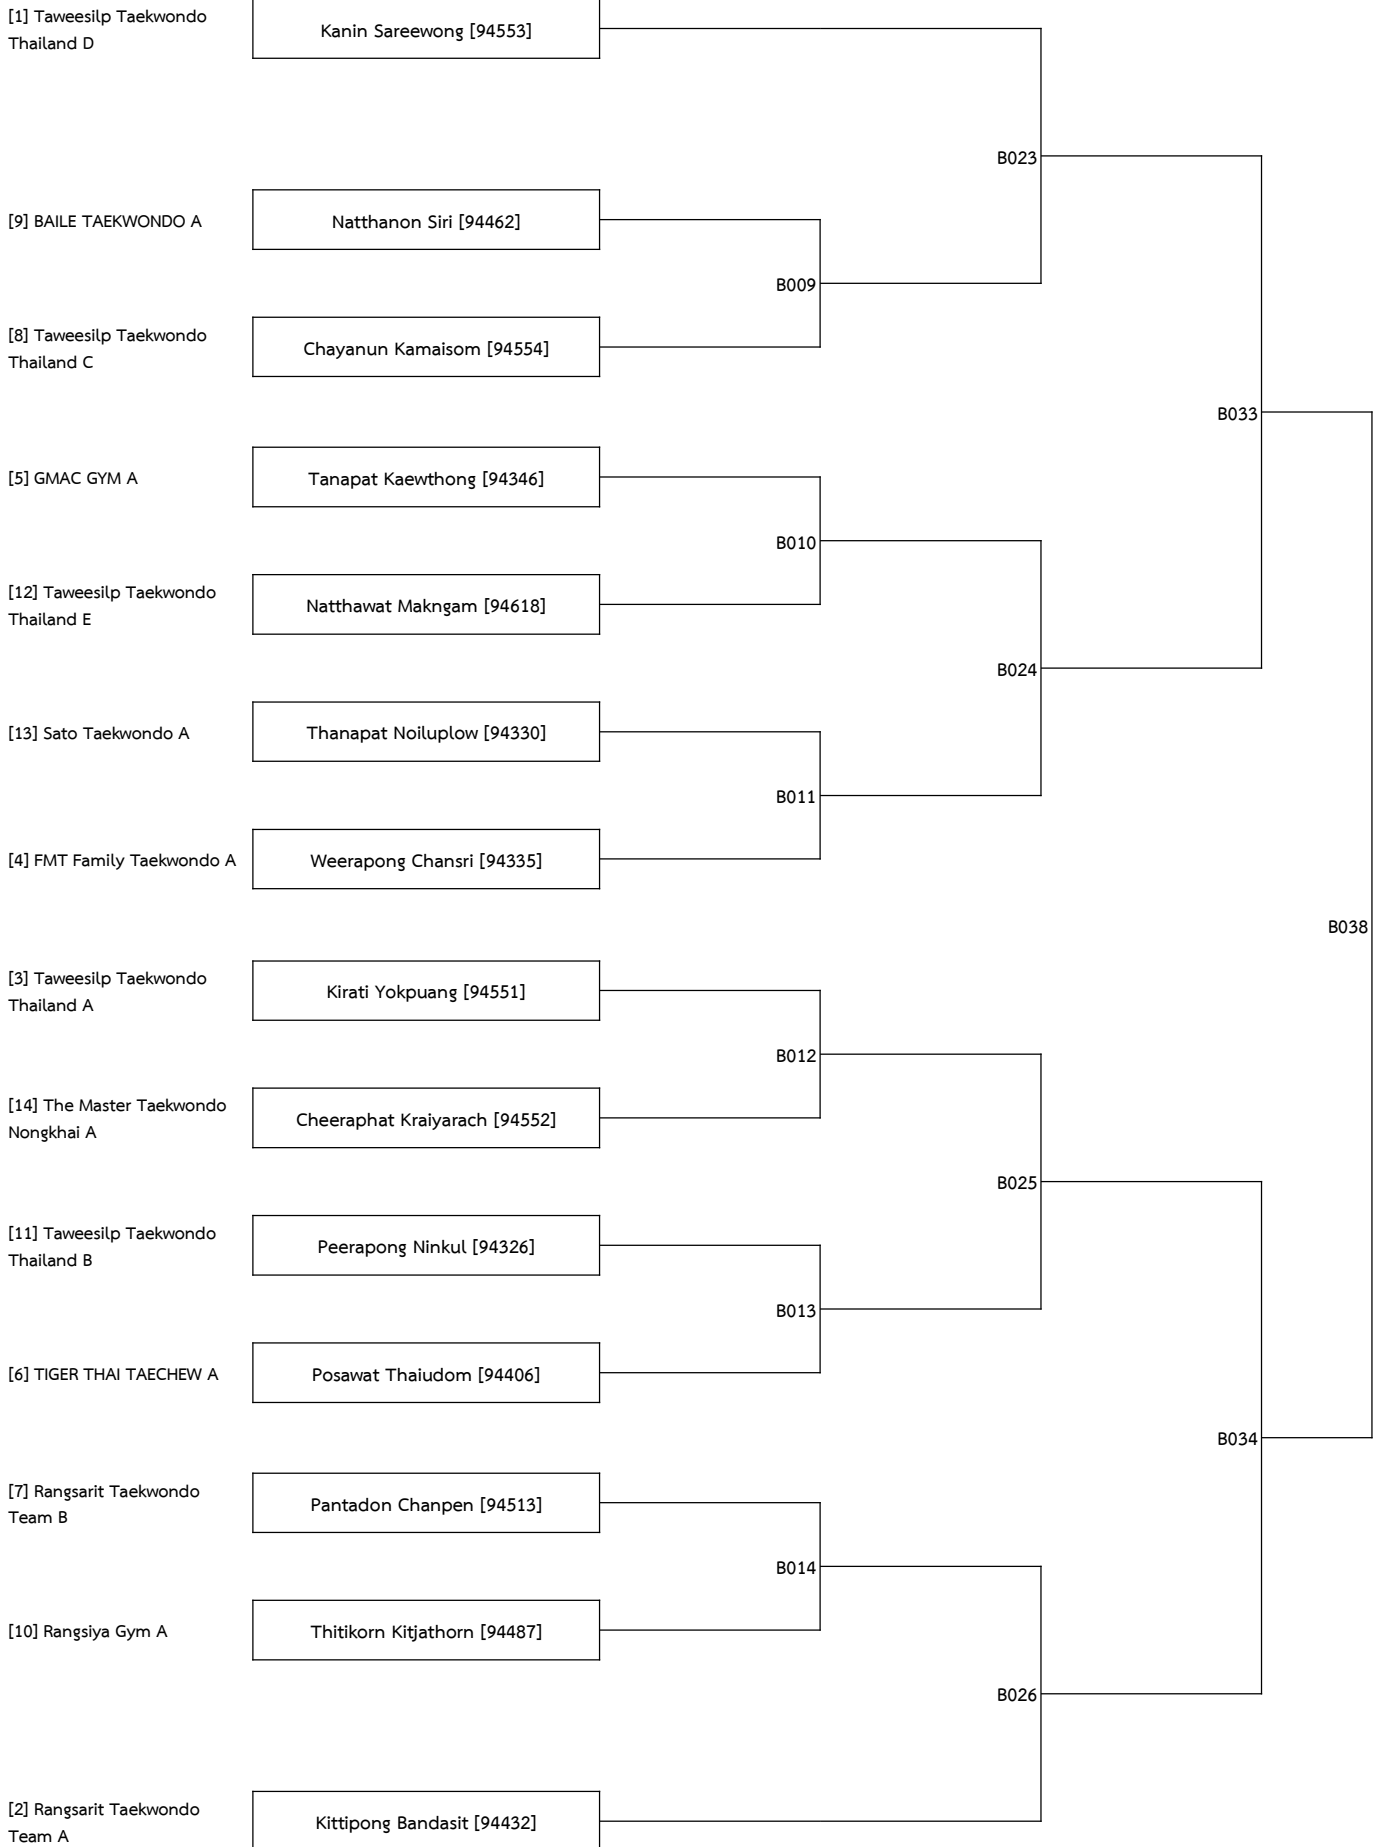 [1] Taweesilp Taekwondo
Thailand D
Kanin Sareewong [94553]
B023
[9] BAILE TAEKWONDO A
Natthanon Siri [94462]
B009
[8] Taweesilp Taekwondo
Thailand C
Chayanun Kamaisom [94554]
B033
[5] GMAC GYM A
Tanapat Kaewthong [94346]
B010
[12] Taweesilp Taekwondo
Thailand E
Natthawat Makngam [94618]
B024
[13] Sato Taekwondo A
Thanapat Noiluplow [94330]
B011
[4] FMT Family Taekwondo A
Weerapong Chansri [94335]
B038
[3] Taweesilp Taekwondo
Thailand A
Kirati Yokpuang [94551]
B012
[14] The Master Taekwondo
Nongkhai A
Cheeraphat Kraiyarach [94552]
B025
[11] Taweesilp Taekwondo
Thailand B
Peerapong Ninkul [94326]
B013
[6] TIGER THAI TAECHEW A
Posawat Thaiudom [94406]
B034
[7] Rangsarit Taekwondo
Team B
Pantadon Chanpen [94513]
B014
[10] Rangsiya Gym A
Thitikorn Kitjathorn [94487]
B026
[2] Rangsarit Taekwondo
Team A
Kittipong Bandasit [94432]